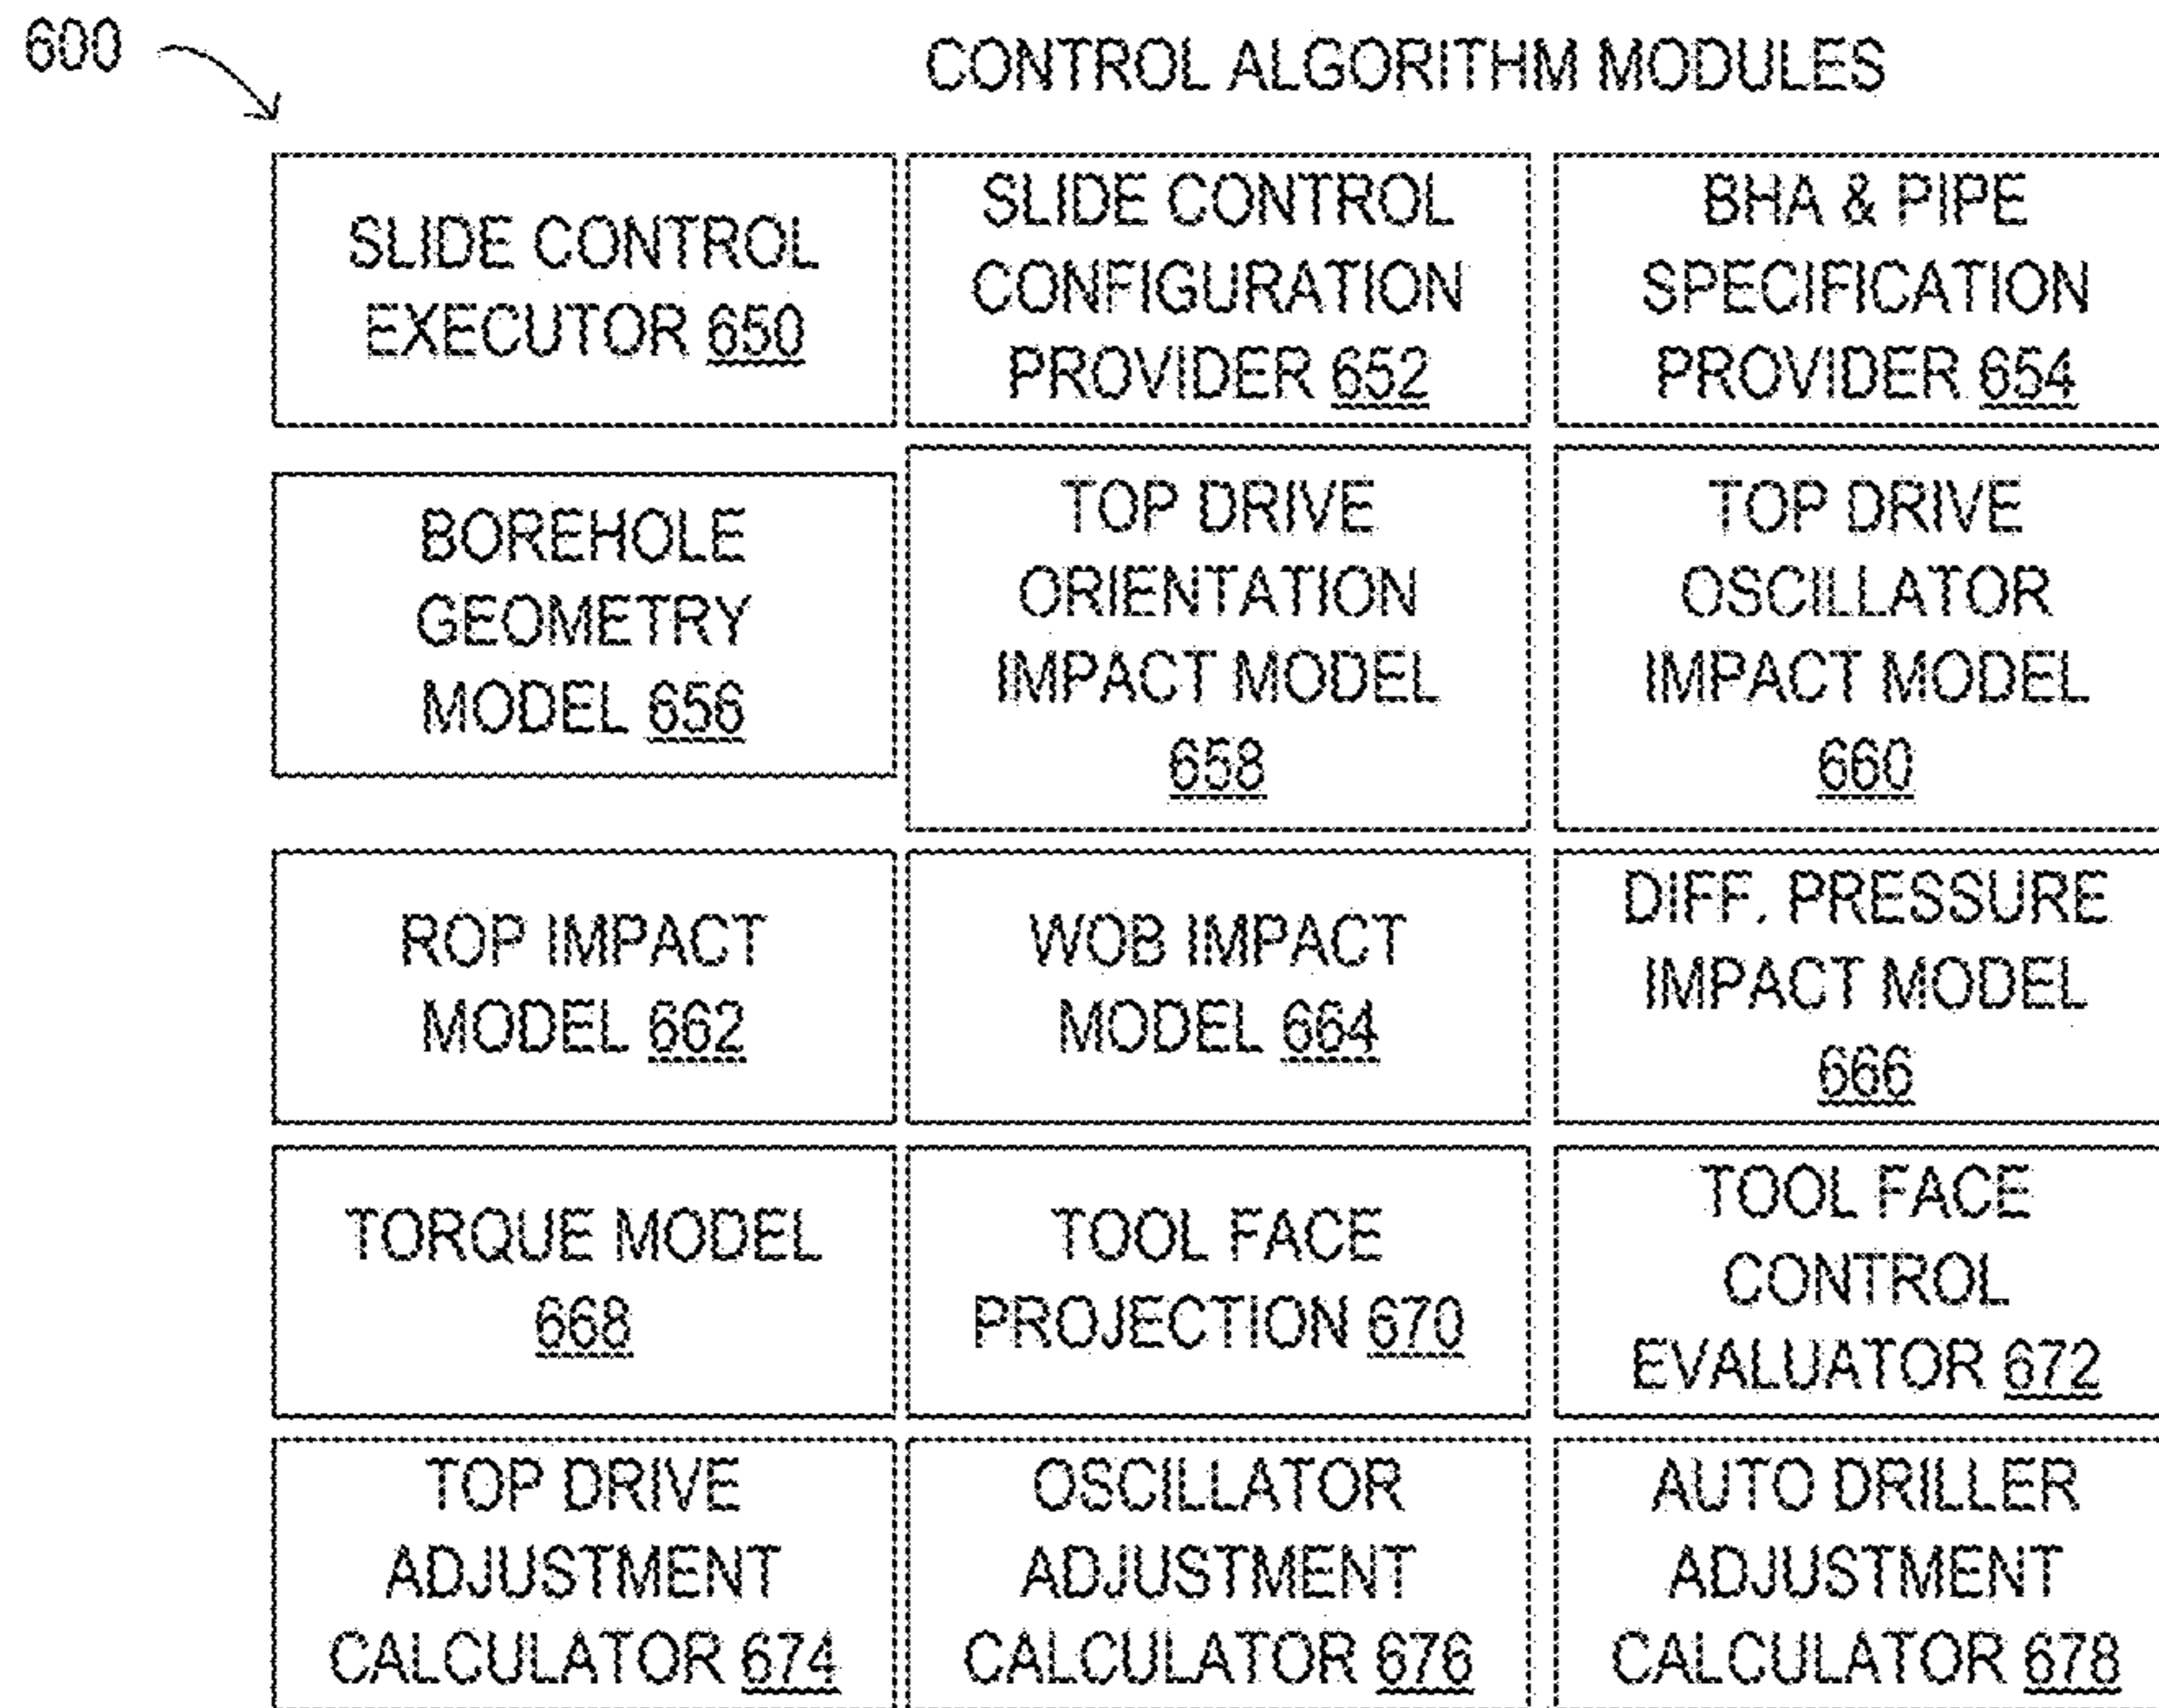 600
CONTROL ALGORITHM MODULES
SLIDE CONTROL
EXECUTOR 650
SLIDE CONTROL
CONFIGURATION
PROVIDER 652
BHA & PIPE
SPECIFICATION
PROVIDER 654
BOREHOLE
GEOMETRY
MODEL 656
TOP DRIVE
ORIENTATION
IMPACT MODEL
658
TOP DRIVE
OSCILLATOR
IMPACT MODEL
660
ROP IMPACT
MODEL 662
WOB IMPACT
MODEL 664
DIFF. PRESSURE
IMPACT MODEL
666
TORQUE MODEL
668
TOOL FACE
PROJECTION 670
TOOL FACE
CONTROL
EVALUATOR 672
TOP DRIVE
ADJUSTMENT
CALCULATOR 674
OSCILLATOR
ADJUSTMENT
CALCULATOR 676
AUTO DRILLER
ADJUSTMENT
CALCULATOR 678